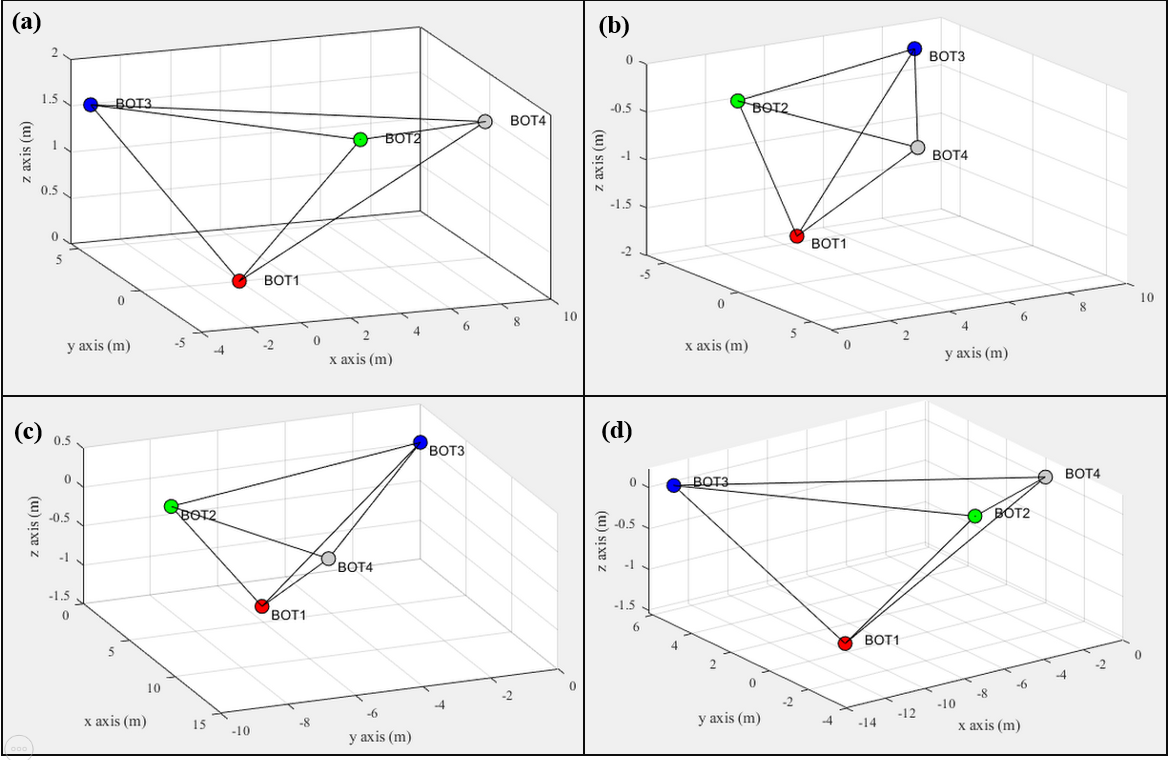 (a)
2
1.5
1
0.5
0
z axis (m)
5
0
-5
y axis (m)
-4
-2
0
2
4
6
8
10
x axis (m)
BOT3
BOT2
BOT4
BOT1
(b)
0
-0.5
-1
-1.5
-2
z axis (m)
-5
0
5
x axis (m)
0
2
4
6
8
10
y axis (m)
BOT3
BOT2
BOT4
BOT1
(c)
0.5
0
-0.5
-1
-1.5
z axis (m)
0
5
10
15
x axis (m)
-10
-8
-6
-4
-2
0
y axis (m)
BOT3
BOT2
BOT4
BOT1
(d)
0
-0.5
-1
-1.5
z axis (m)
6
4
2
0
-2
-4
y axis (m)
-14
-12
-10
-8
-6
-4
-2
0
x axis (m)
BOT3
BOT4
BOT2
BOT1